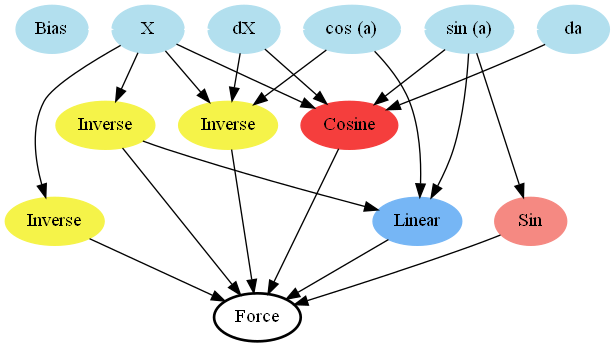 Bias
X
dX
cos (a)
sin (a)
da
Inverse
Inverse
Cosine
Inverse
Linear
Sin
Force